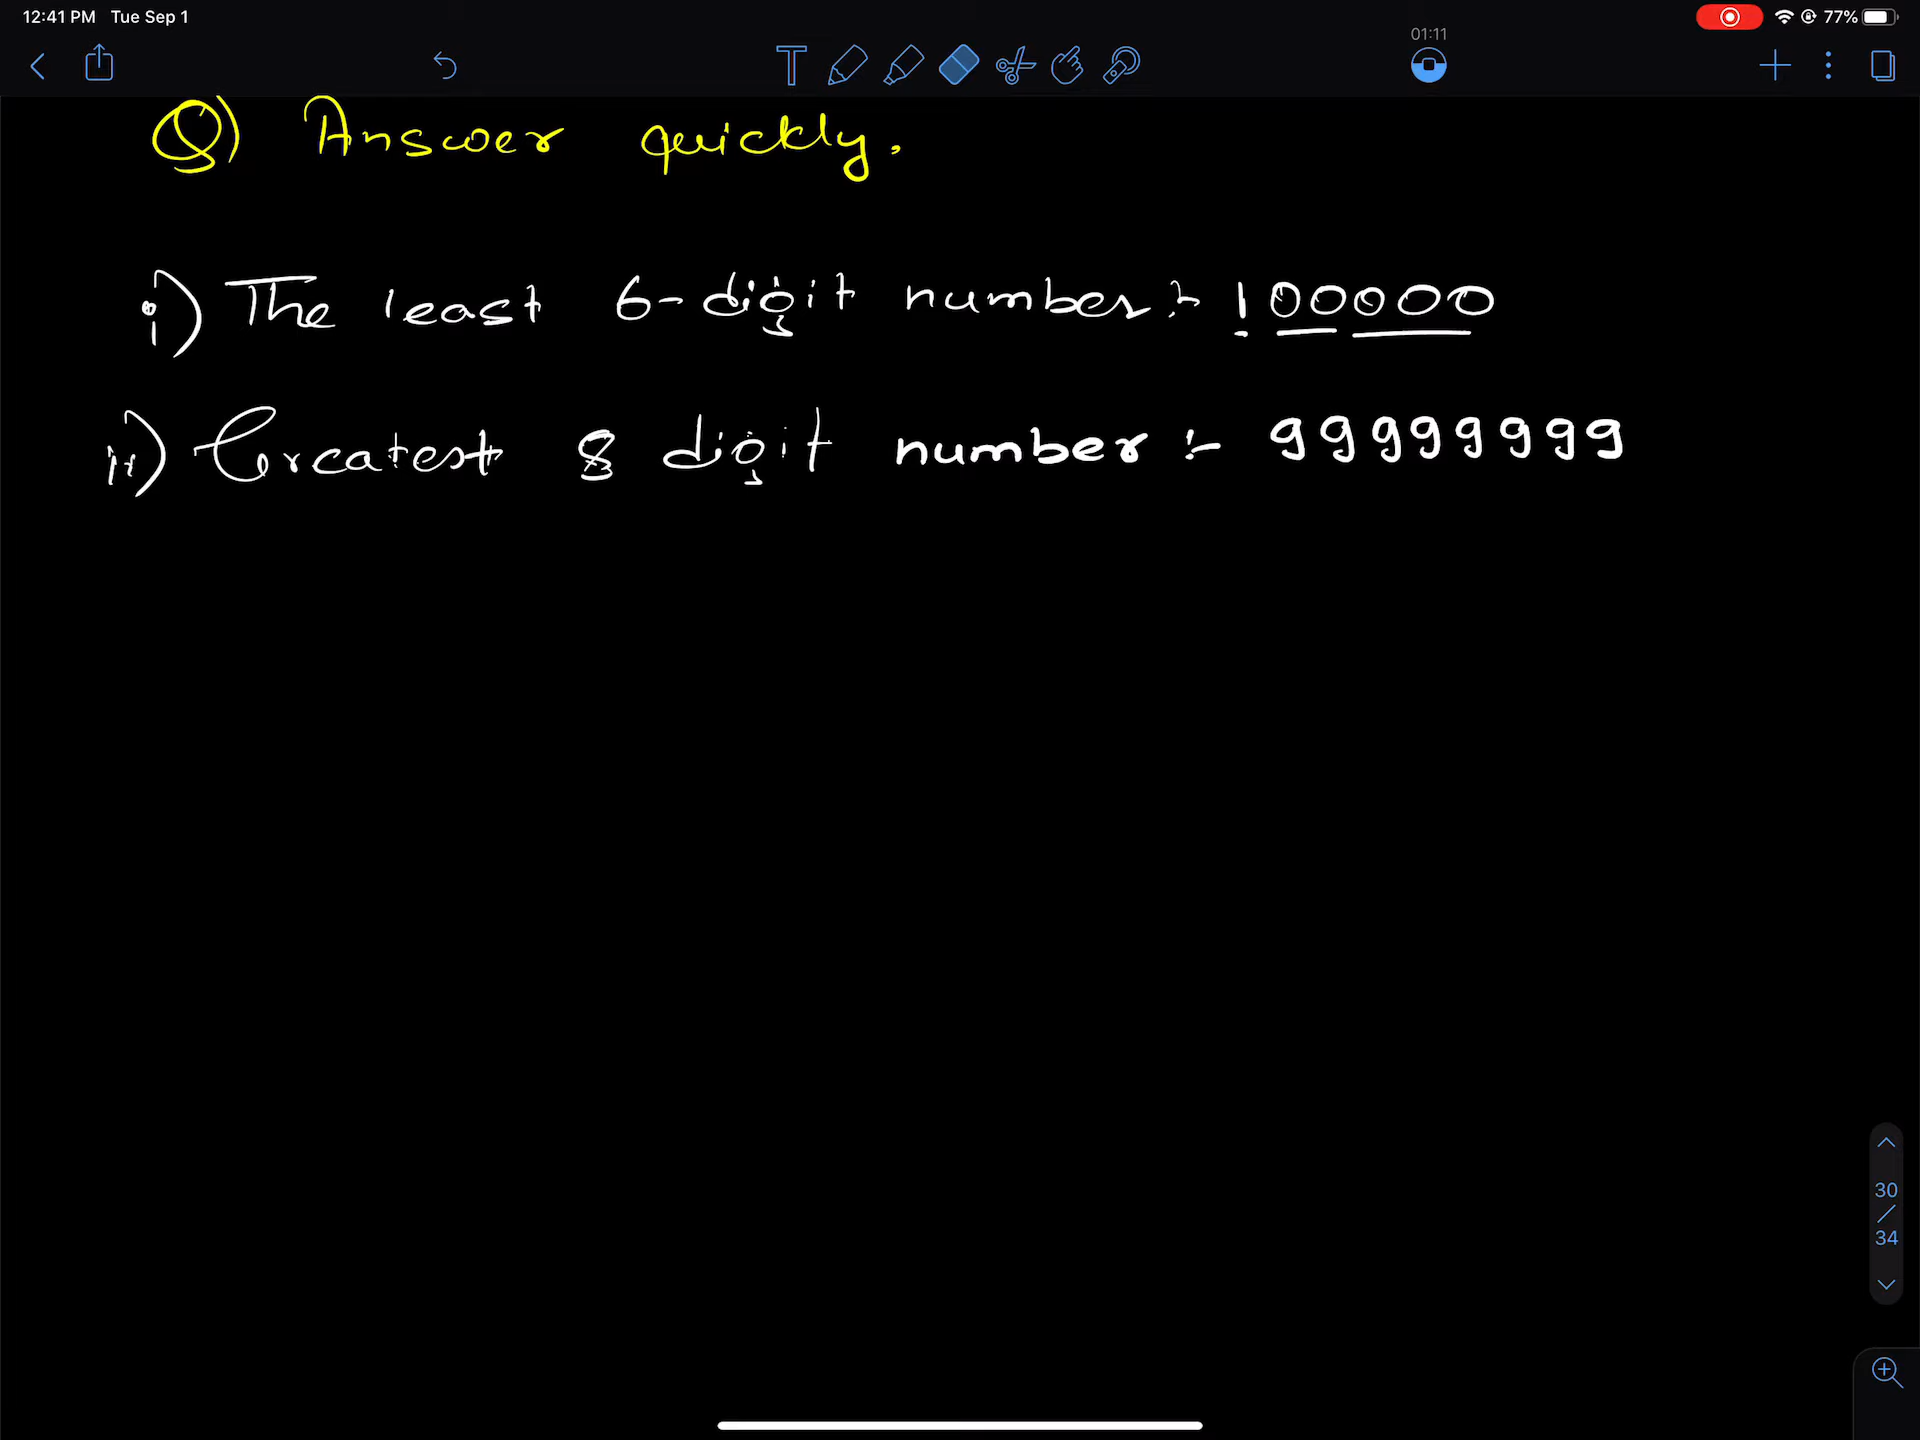 12:41 PM Tue Sep 1
77%
01:11
Q) Answer quickly.
i) The least 6-digit number :- 100000
ii) Greatest 8 digit number :- 99999999
30
/
34